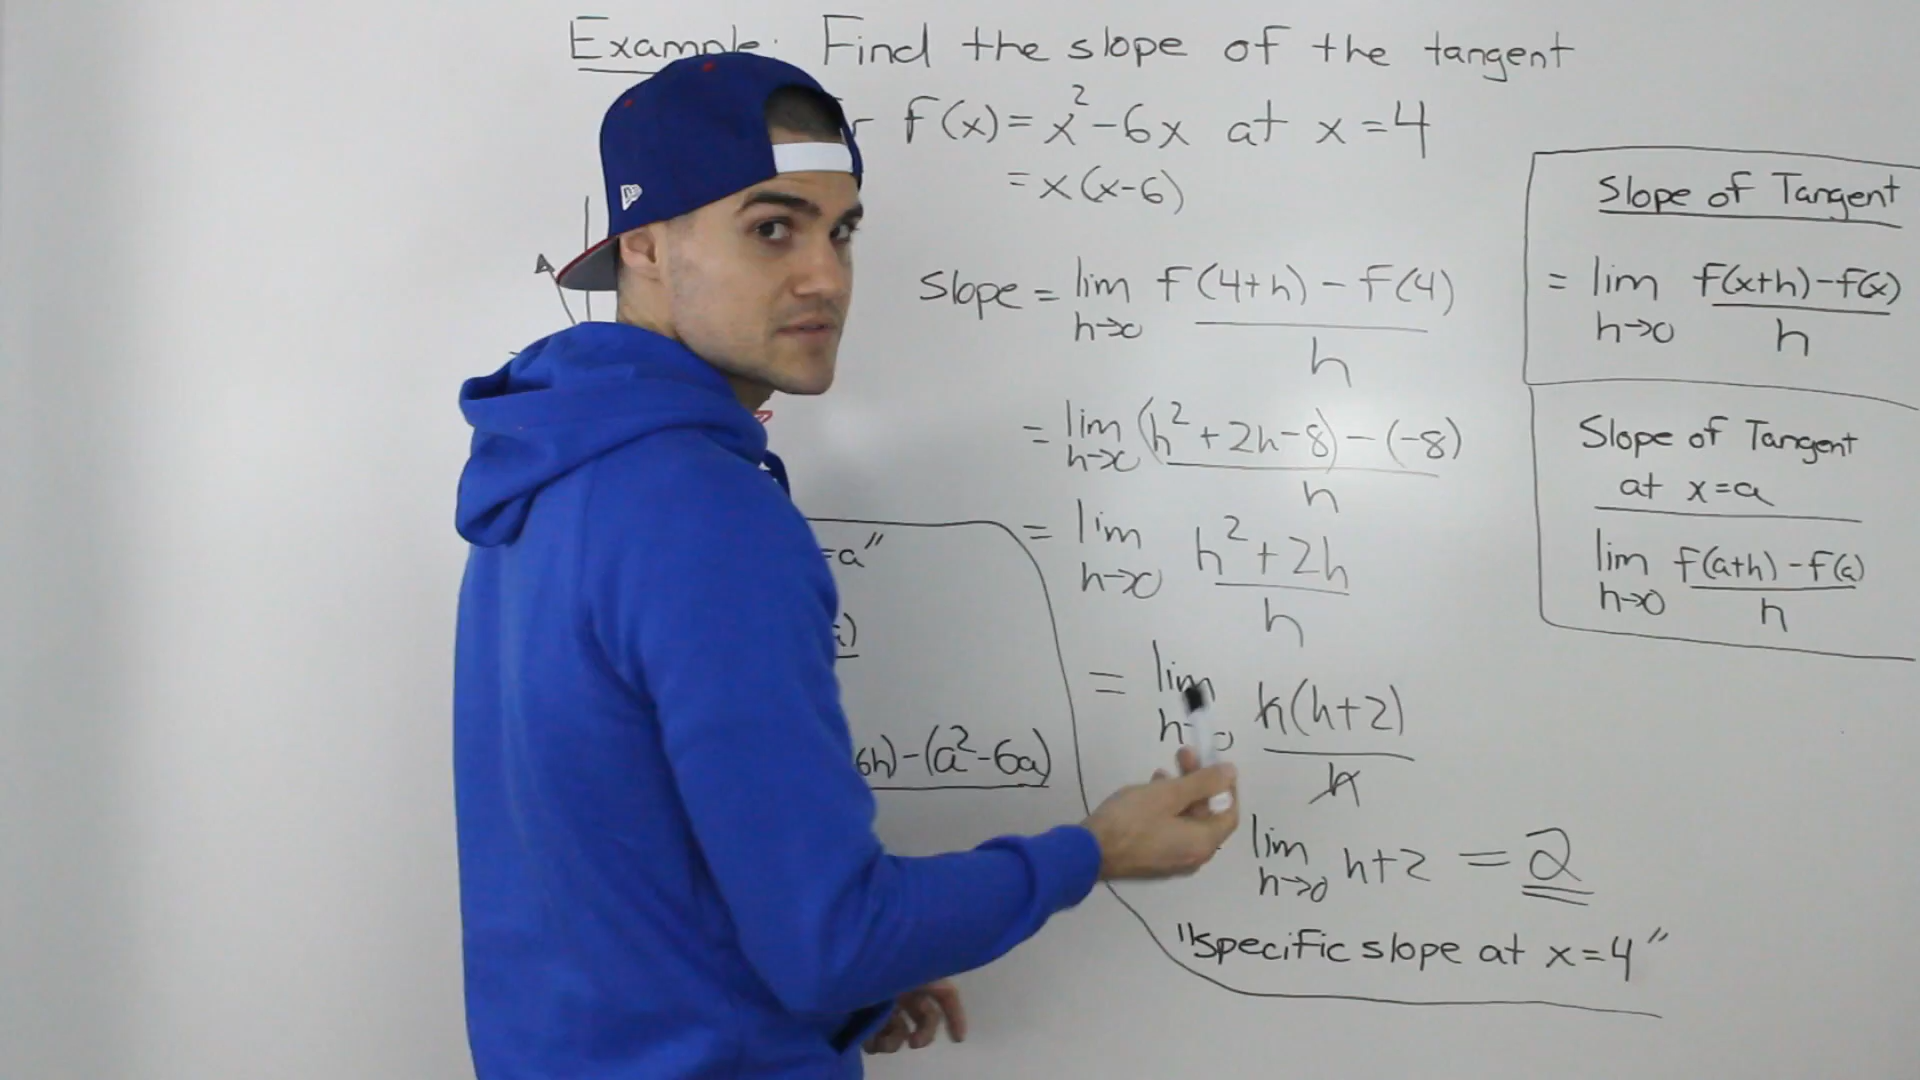 Example: Find the slope of the tangent
f(x) = x²-6x at x=4
= x(x-6)
Slope = lim h→0 f(4+h) - f(4) / h
= lim h→0 (h²+2h-8) - (-8) / h
= lim h→0 h²+2h / h
= lim h→0 h(h+2) / h
lim h→0 h+2 = 2
"specific slope at x=4"
=a"
6h)-(a²-6a)
Slope of Tangent
= lim h→0 f(x+h)-f(x) / h
Slope of Tangent
at x=a
lim h→0 f(a+h)-f(a) / h